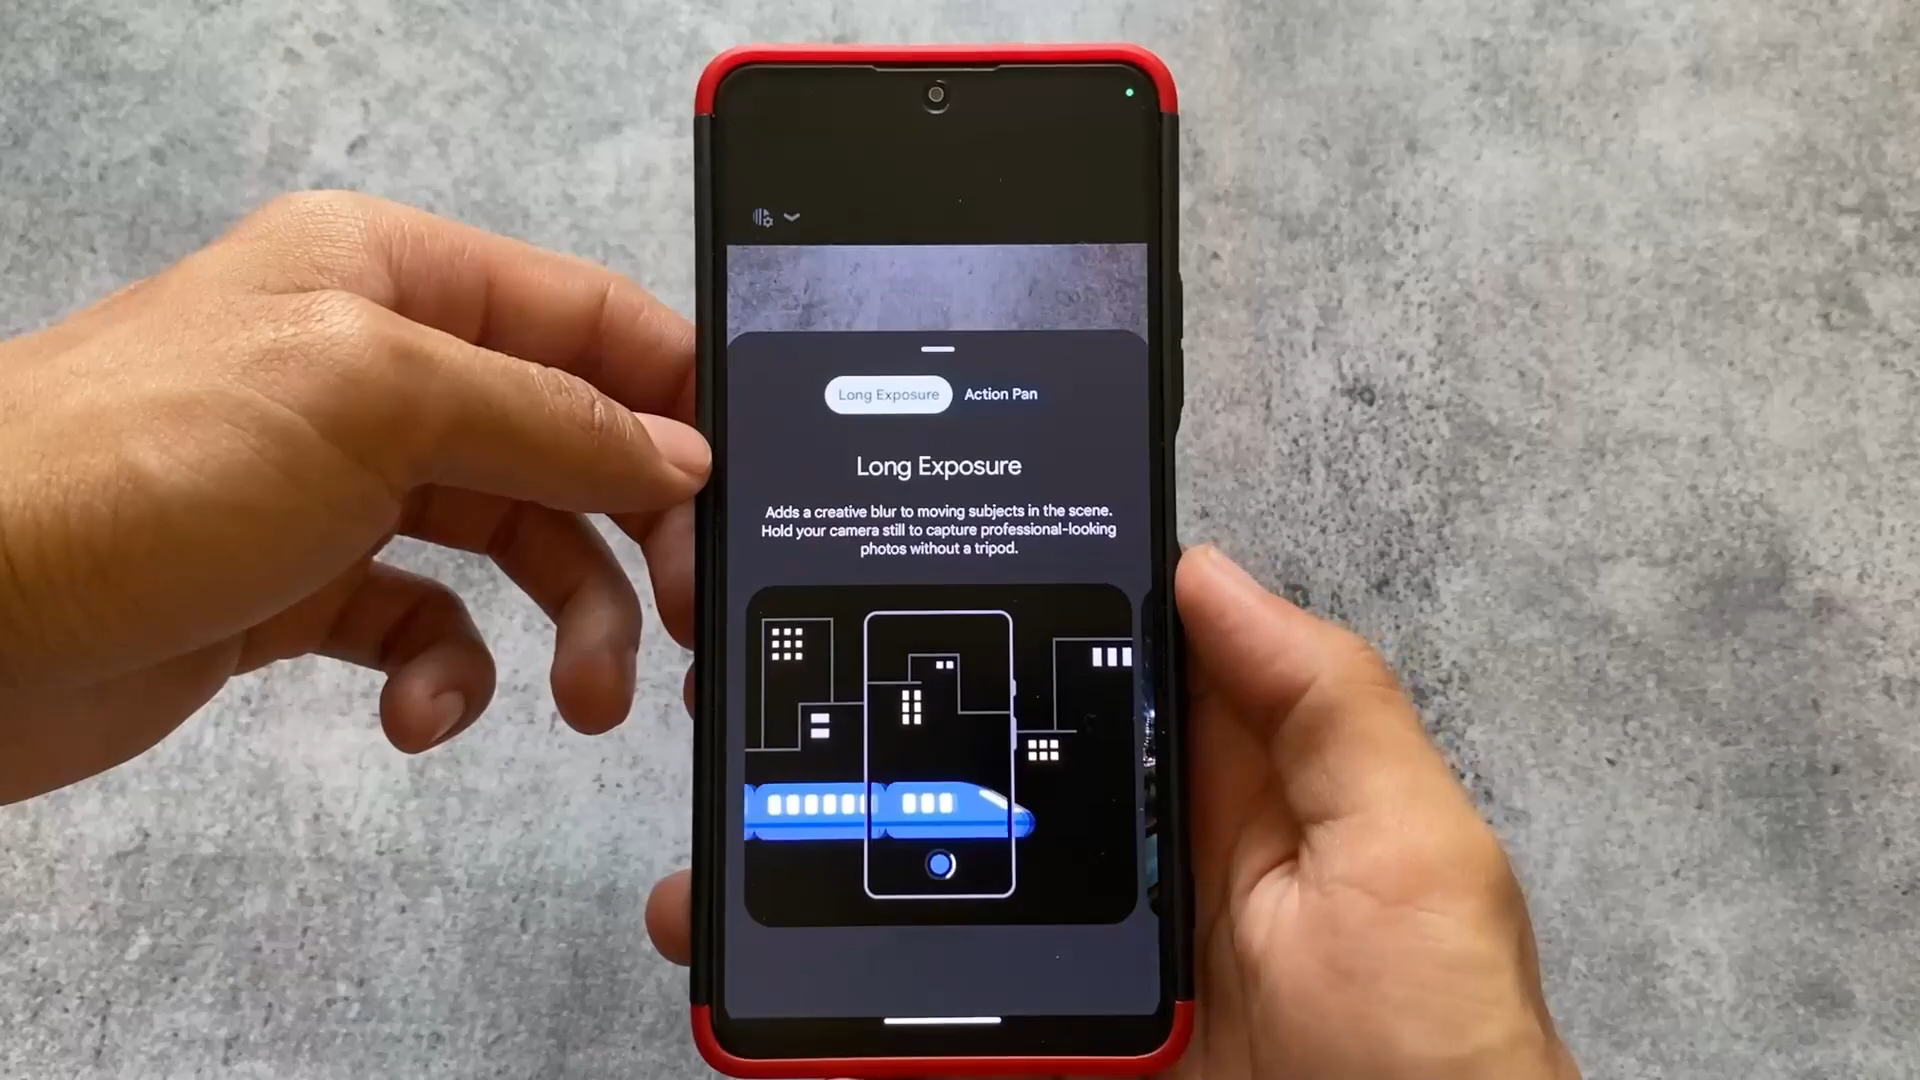 Long Exposure Action Pan
Long Exposure
Adds a creative blur to moving subjects in the scene.
Hold your camera still to capture professional-looking
photos without a tripod.